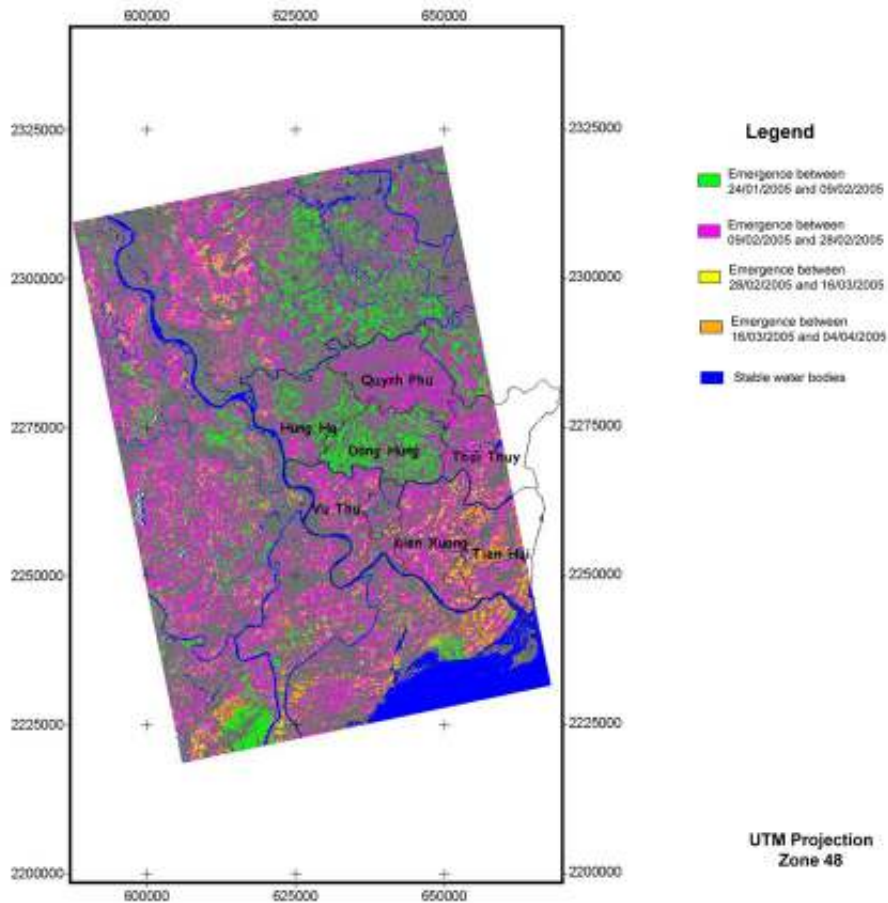 600000 625000 650000
2325000 2325000
2300000 2300000
2275000 2275000
2250000 2250000
2225000 2225000
2200000 2200000
600000 625000 650000
Quynh Phu
Hung Ha
Dong Hung
Thai Thuy
Vu Thu
Kien Xuong
Tien Hai
Legend
Emergence between
24/01/2005 and 09/02/2005
Emergence between
09/02/2005 and 28/02/2005
Emergence between
28/02/2005 and 16/03/2005
Emergence between
16/03/2005 and 04/04/2005
Stable water bodies
UTM Projection
Zone 48